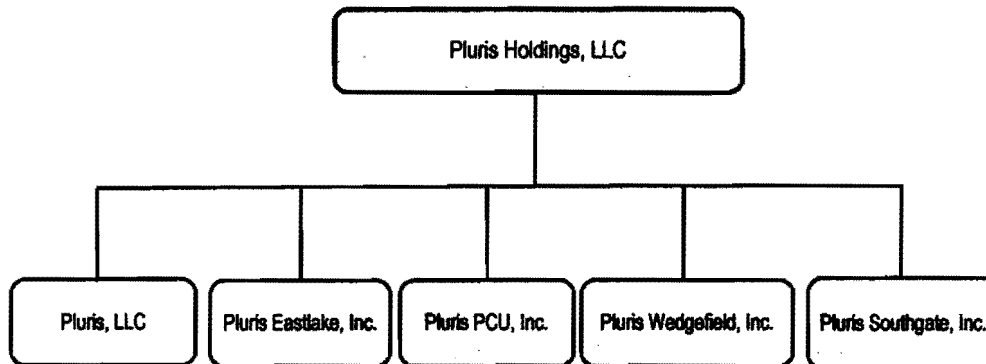 Pluris Holdings, LLC
Pluris, LLC
Pluris Eastlake, Inc.
Pluris PCU, Inc.
Pluris Wedgefield, Inc.
Pluris Southgate, Inc.